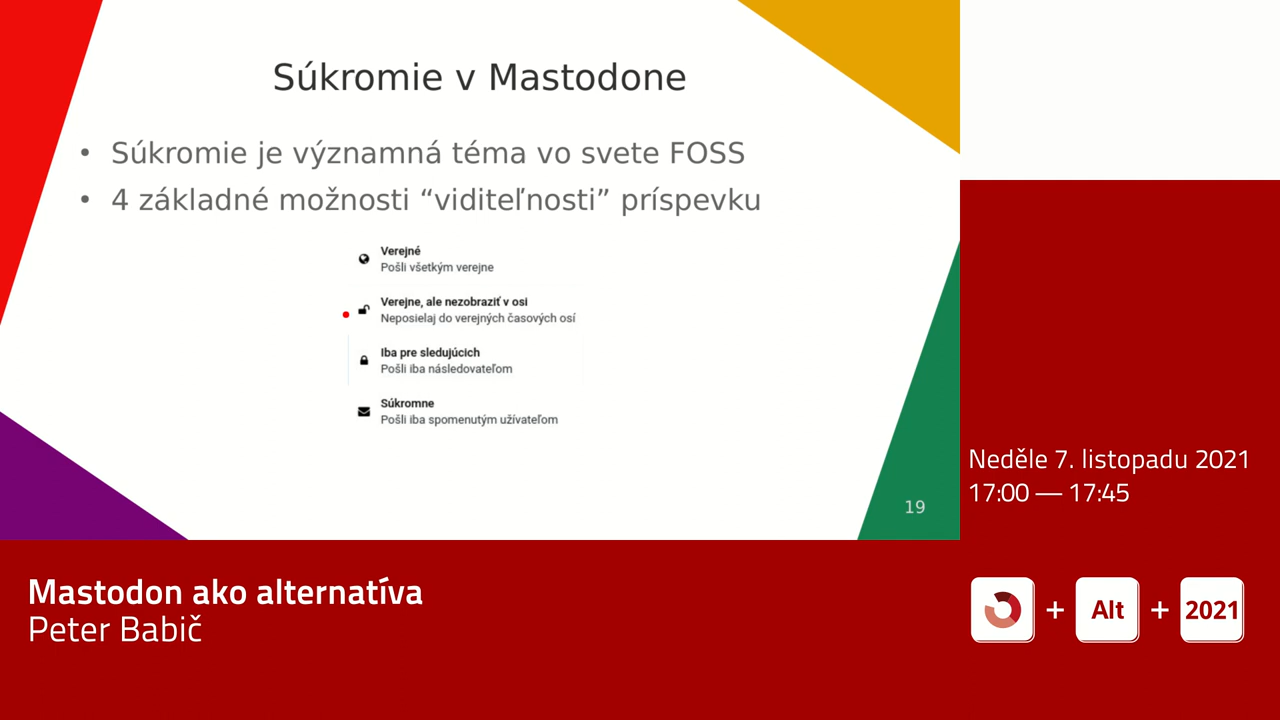 Súkromie v Mastodone
• Súkromie je významná téma vo svete FOSS
• 4 základné možnosti “viditeľnosti” príspevku
Verejné
Pošli všetkým verejne
Verejne, ale nezobraziť v osi
Neposielaj do verejných časových osí
Iba pre sledujúcich
Pošli iba následovateľom
Súkromne
Pošli iba spomenutým užívateľom
19
Neděle 7. listopadu 2021
17:00 — 17:45
Mastodon ako alternatíva
Peter Babič
+ Alt + 2021